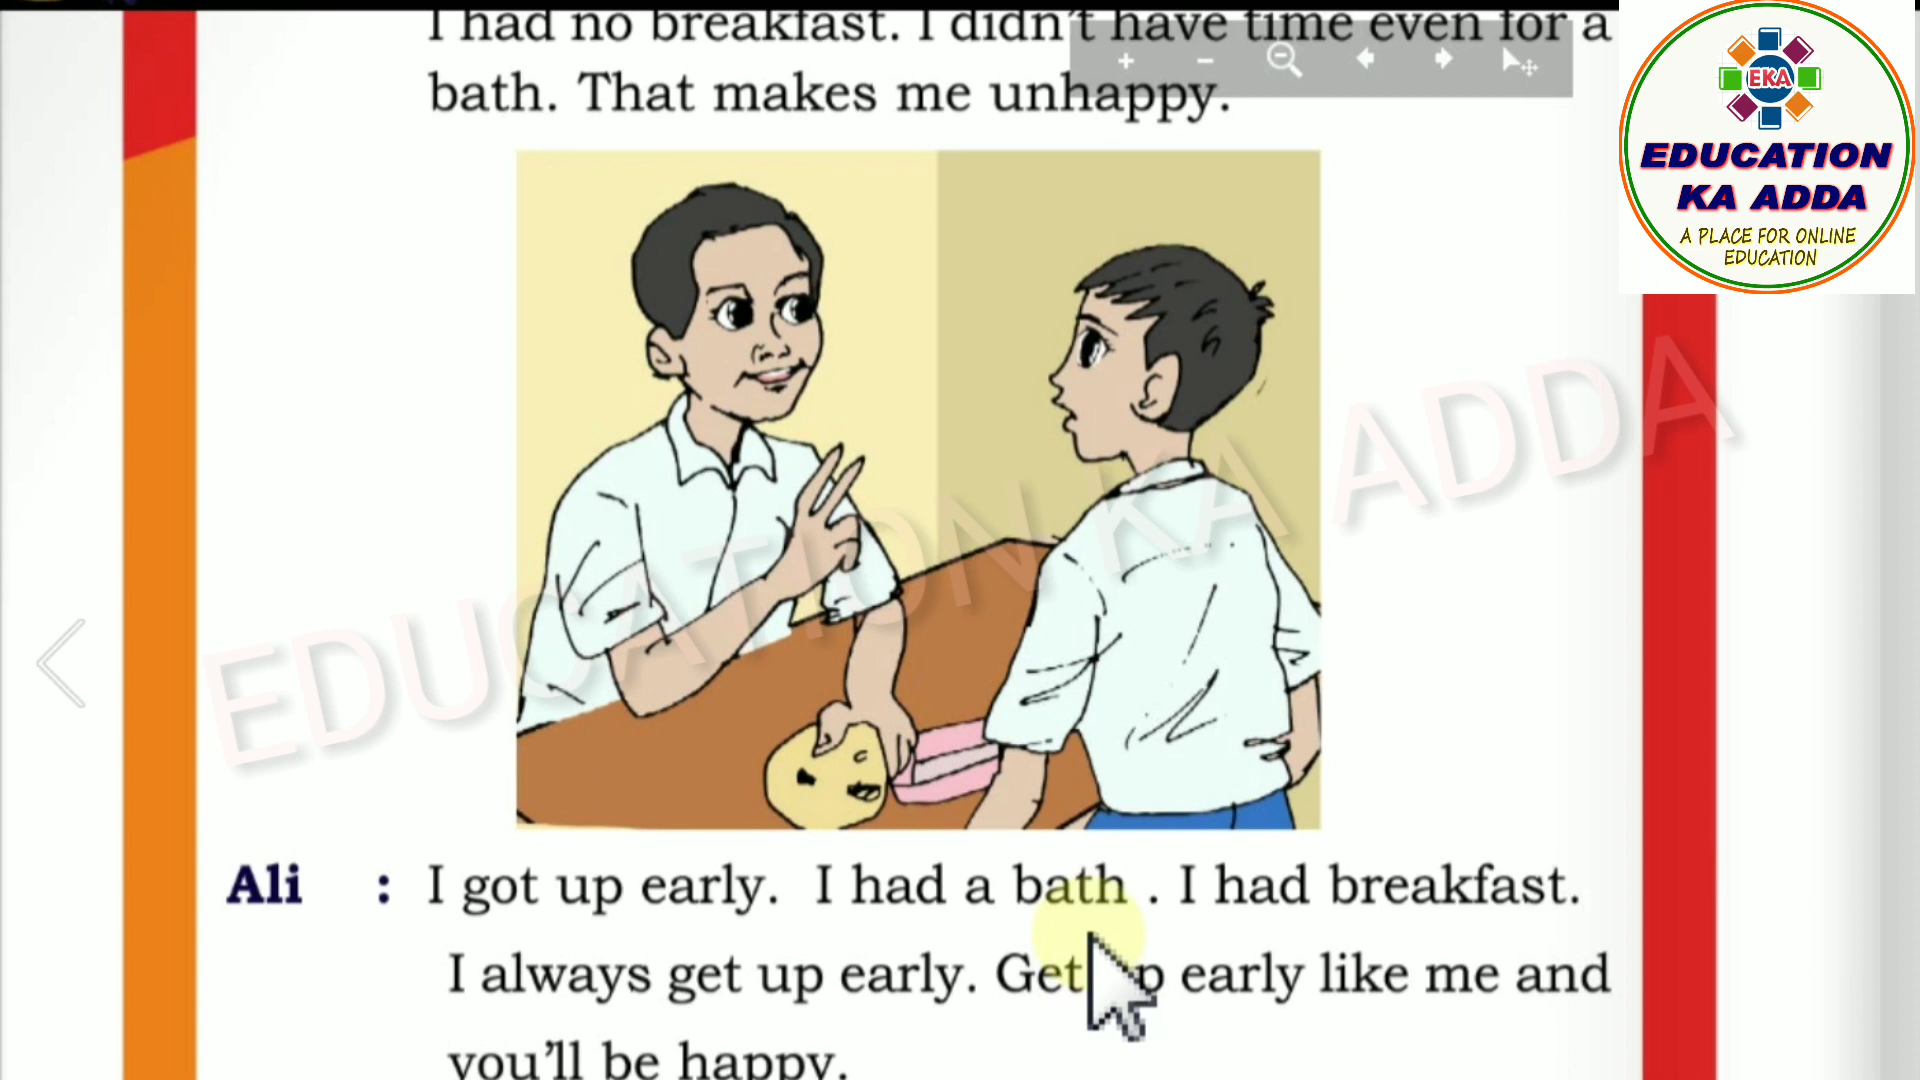 I had no breakfast. I didn't have time even for a
bath. That makes me unhappy.
EKA
EDUCATION
KA ADDA
A PLACE FOR ONLINE
EDUCATION
EDUCATION KA ADDA
Ali : I got up early. I had a bath . I had breakfast.
I always get up early. Get up early like me and
you'll be happy.